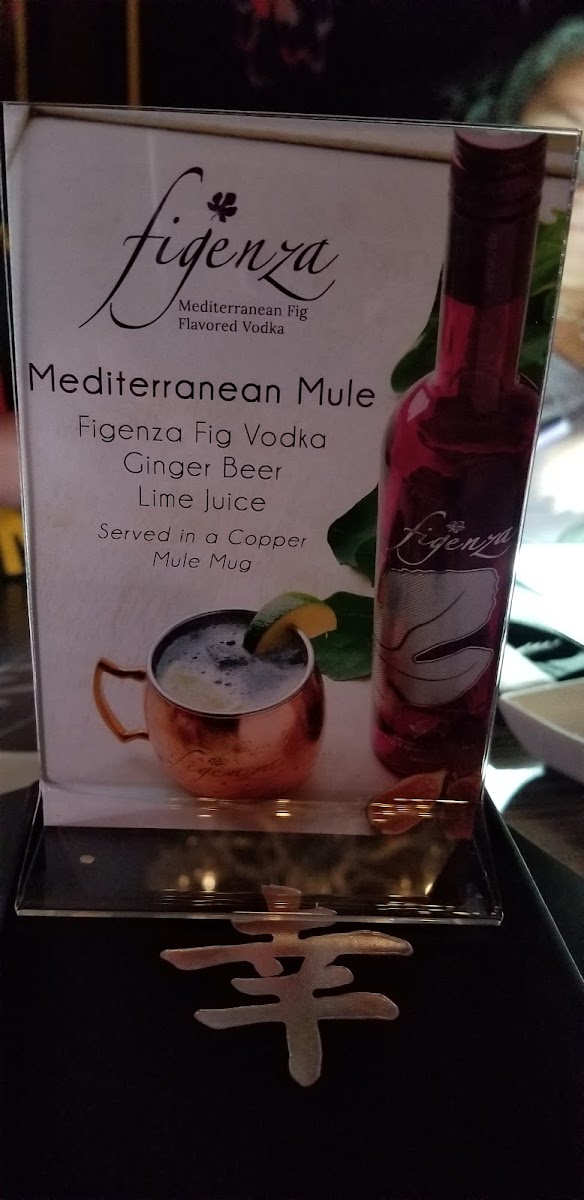 figenza
Mediterranean Fig
Flavored Vodka
Mediterranean Mule
Figenza Fig Vodka
Ginger Beer
Lime Juice
Served in a Copper
Mule Mug
figenza
figenza
幸